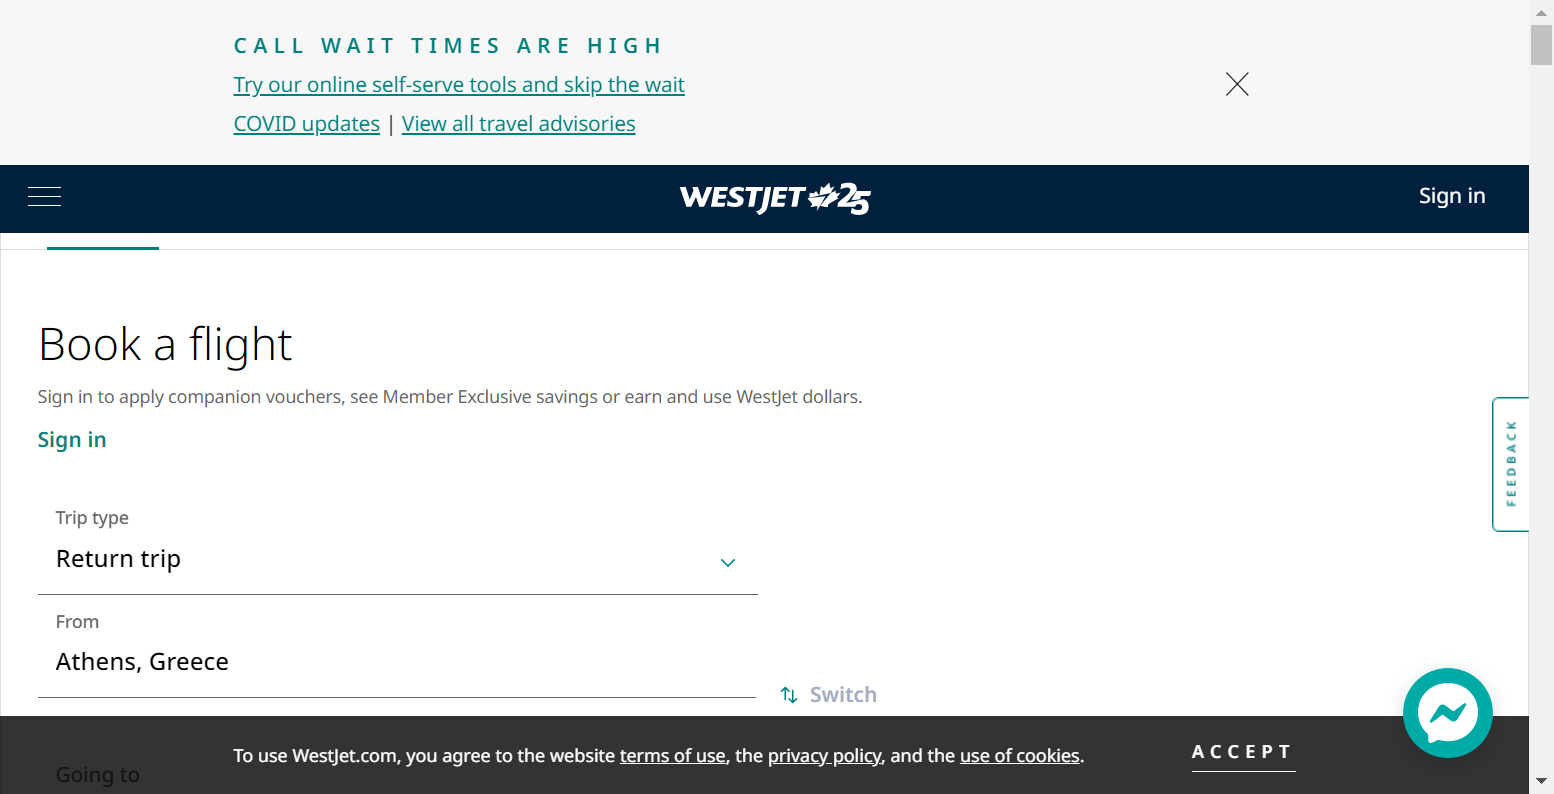 CALL WAIT TIMES ARE HIGH
Try our online self-serve tools and skip the wait
COVID updates | View all travel advisories
WESTJET 25
Sign in
Book a flight
Sign in to apply companion vouchers, see Member Exclusive savings or earn and use WestJet dollars.
Sign in
FEEDBACK
Trip type
Return trip
From
Athens, Greece
Switch
To use WestJet.com, you agree to the website terms of use, the privacy policy, and the use of cookies.
ACCEPT
Going to